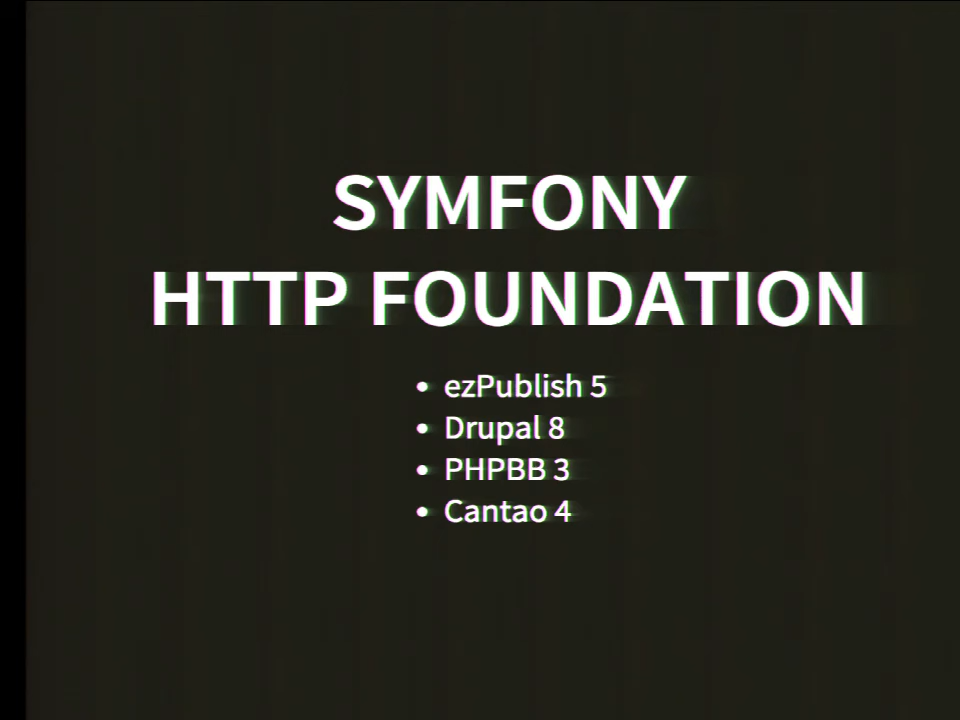 SYMFONY
HTTP FOUNDATION
• ezPublish 5
• Drupal 8
• PHPBB 3
• Cantao 4